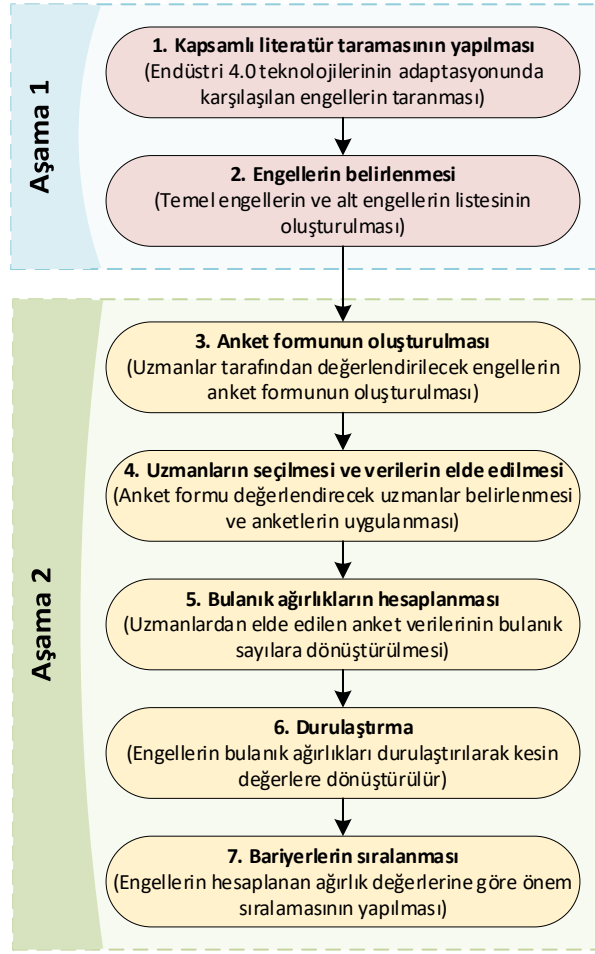 Aşama 1
1. Kapsamlı literatür taramasının yapılması
(Endüstri 4.0 teknolojilerinin adaptasyonunda
karşılaşılan engellerin taranması)
2. Engellerin belirlenmesi
(Temel engellerin ve alt engellerin listesinin
oluşturulması)
Aşama 2
3. Anket formunun oluşturulması
(Uzmanlar tarafından değerlendirilecek engellerin
anket formunun oluşturulması)
4. Uzmanların seçilmesi ve verilerin elde edilmesi
(Anket formu değerlendirecek uzmanlar belirlenmesi
ve anketlerin uygulanması)
5. Bulanık ağırlıkların hesaplanması
(Uzmanlardan elde edilen anket verilerinin bulanık
sayılara dönüştürülmesi)
6. Durulaştırma
(Engellerin bulanık ağırlıkları durulaştırılarak kesin
değerlere dönüştürülür)
7. Bariyerlerin sıralanması
(Engellerin hesaplanan ağırlık değerlerine göre önem
sıralamasının yapılması)